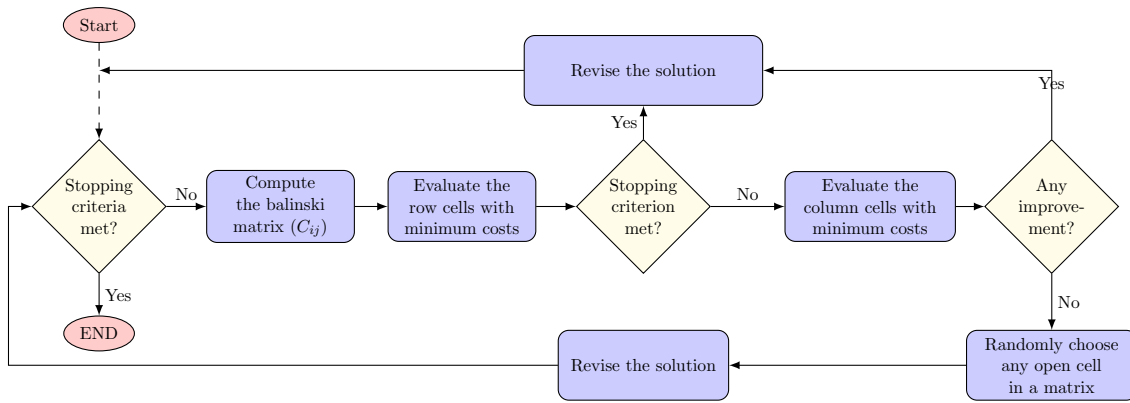 Start
Revise the solution
Yes
Yes
Stopping
criteria
met?
No
Compute
the balinski
matrix (C_{ij})
Evaluate the
row cells with
minimum costs
Stopping
criterion
met?
No
Evaluate the
column cells with
minimum costs
Any
improve-
ment?
Yes
No
END
Revise the solution
Randomly choose
any open cell
in a matrix